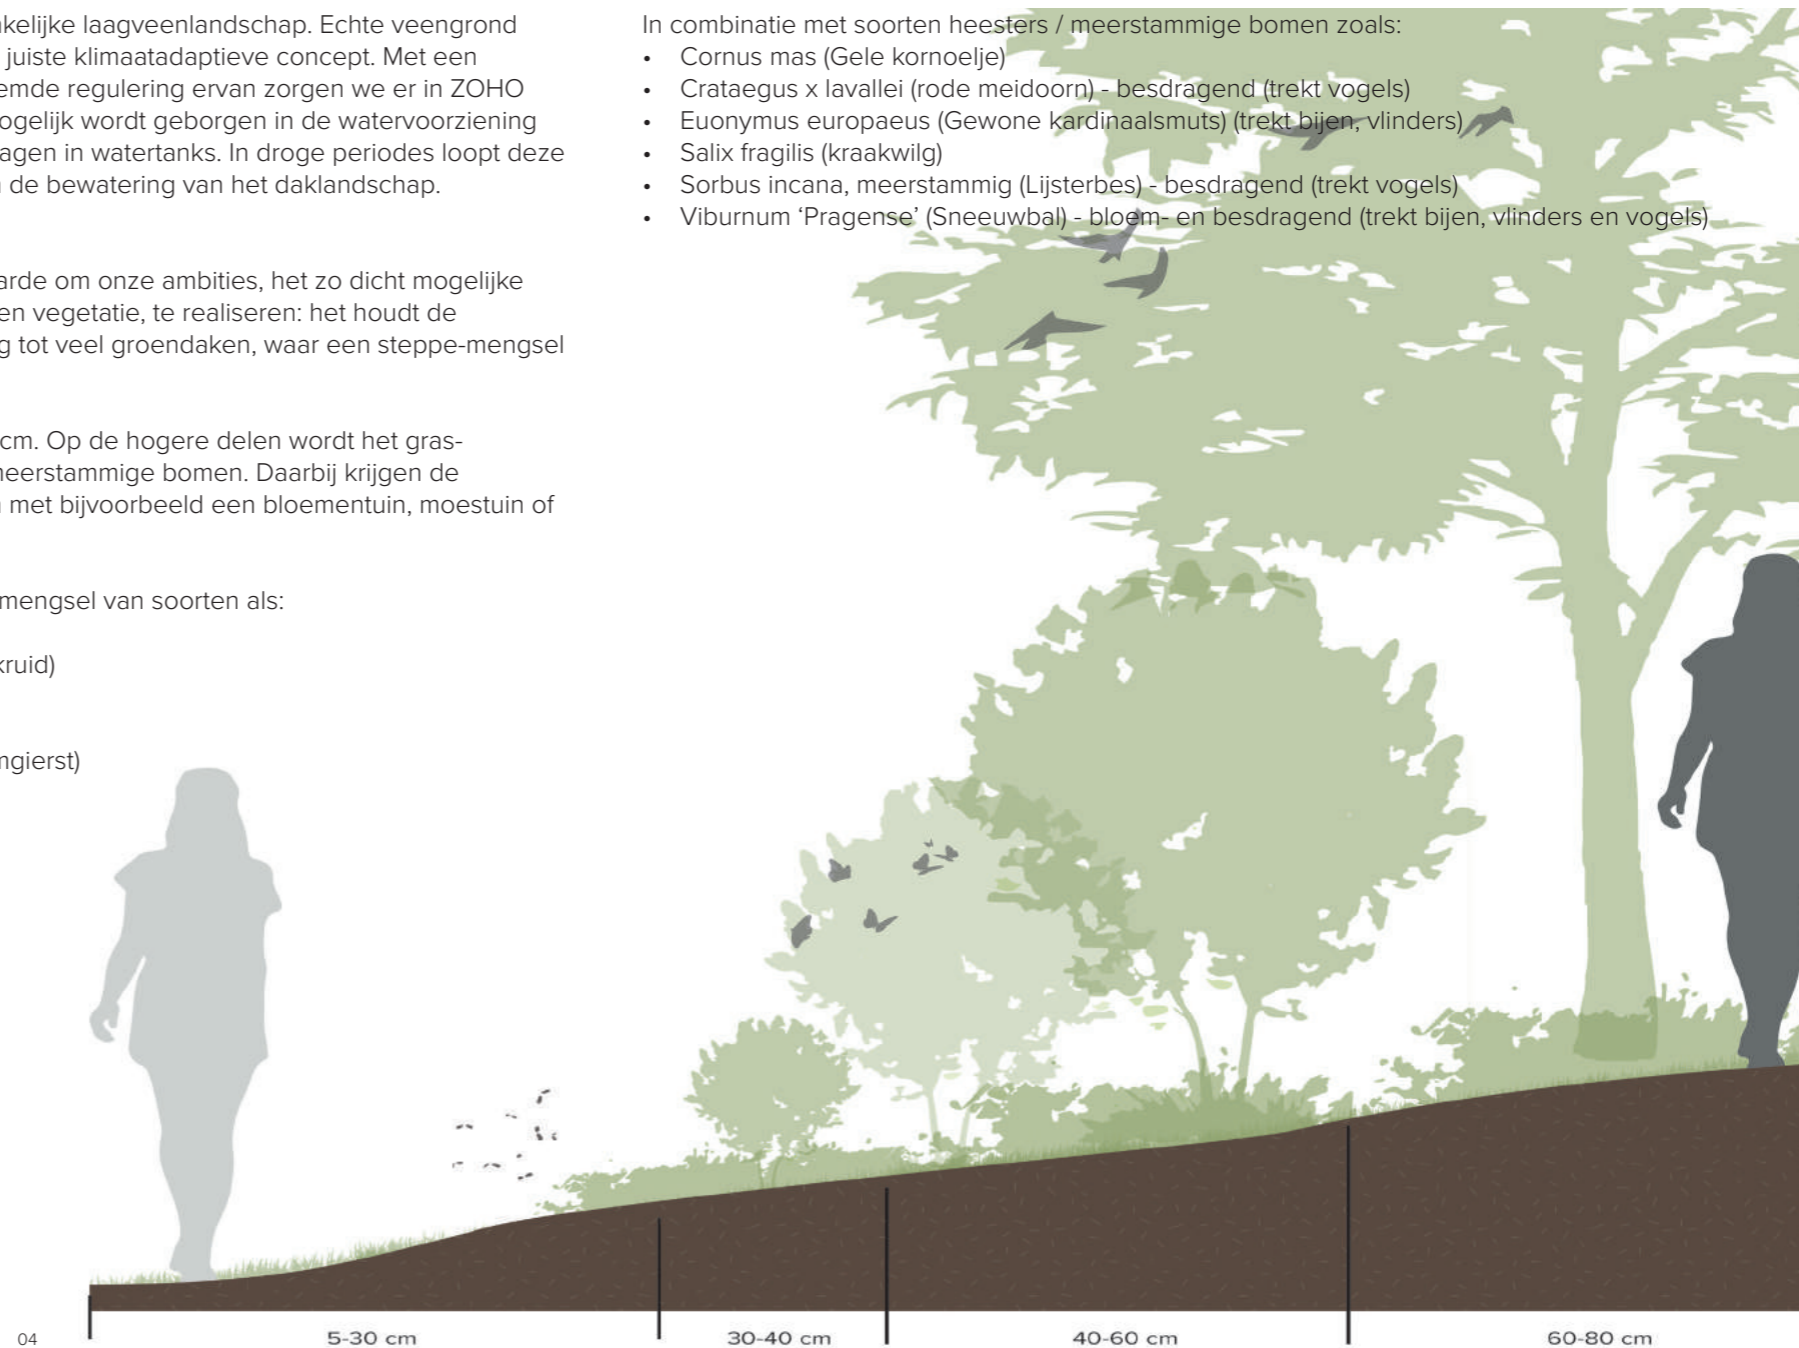 kelijke laagveenlandschap. Echte veengrond
juiste klimaatadaptieve concept. Met een
emde regulering ervan zorgen we er in ZOHO
ogelijk wordt geborgen in de watervoorziening
agen in watertanks. In droge periodes loopt deze
de bewatering van het daklandschap.
arde om onze ambities, het zo dicht mogelijke
en vegetatie, te realiseren: het houdt de
g tot veel groendaken, waar een steppe-mengsel
cm. Op de hogere delen wordt het gras-
meerstammige bomen. Daarbij krijgen de
met bijvoorbeeld een bloementuin, moestuin of
mengsel van soorten als:
kruid)
ngierst)
In combinatie met soorten heesters / meerstammige bomen zoals:
• Cornus mas (Gele kornoelje)
• Crataegus x lavallei (rode meidoorn) - besdragend (trekt vogels)
• Euonymus europaeus (Gewone kardinaalsmuts) (trekt bijen, vlinders)
• Salix fragilis (kraakwilg)
• Sorbus incana, meerstammig (Lijsterbes) - besdragend (trekt vogels)
• Viburnum ‘Pragense’ (Sneeuwbal) - bloem- en besdragend (trekt bijen, vlinders en vogels)
04
5-30 cm
30-40 cm
40-60 cm
60-80 cm